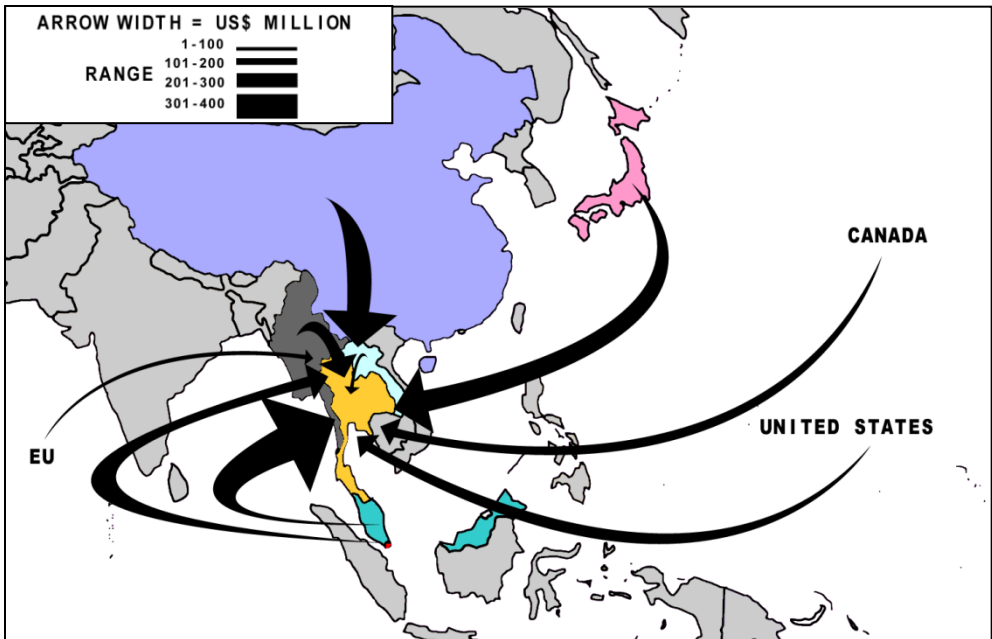 ARROW WIDTH = US$ MILLION
RANGE
1-100
101-200
201-300
301-400
CANADA
UNITED STATES
EU